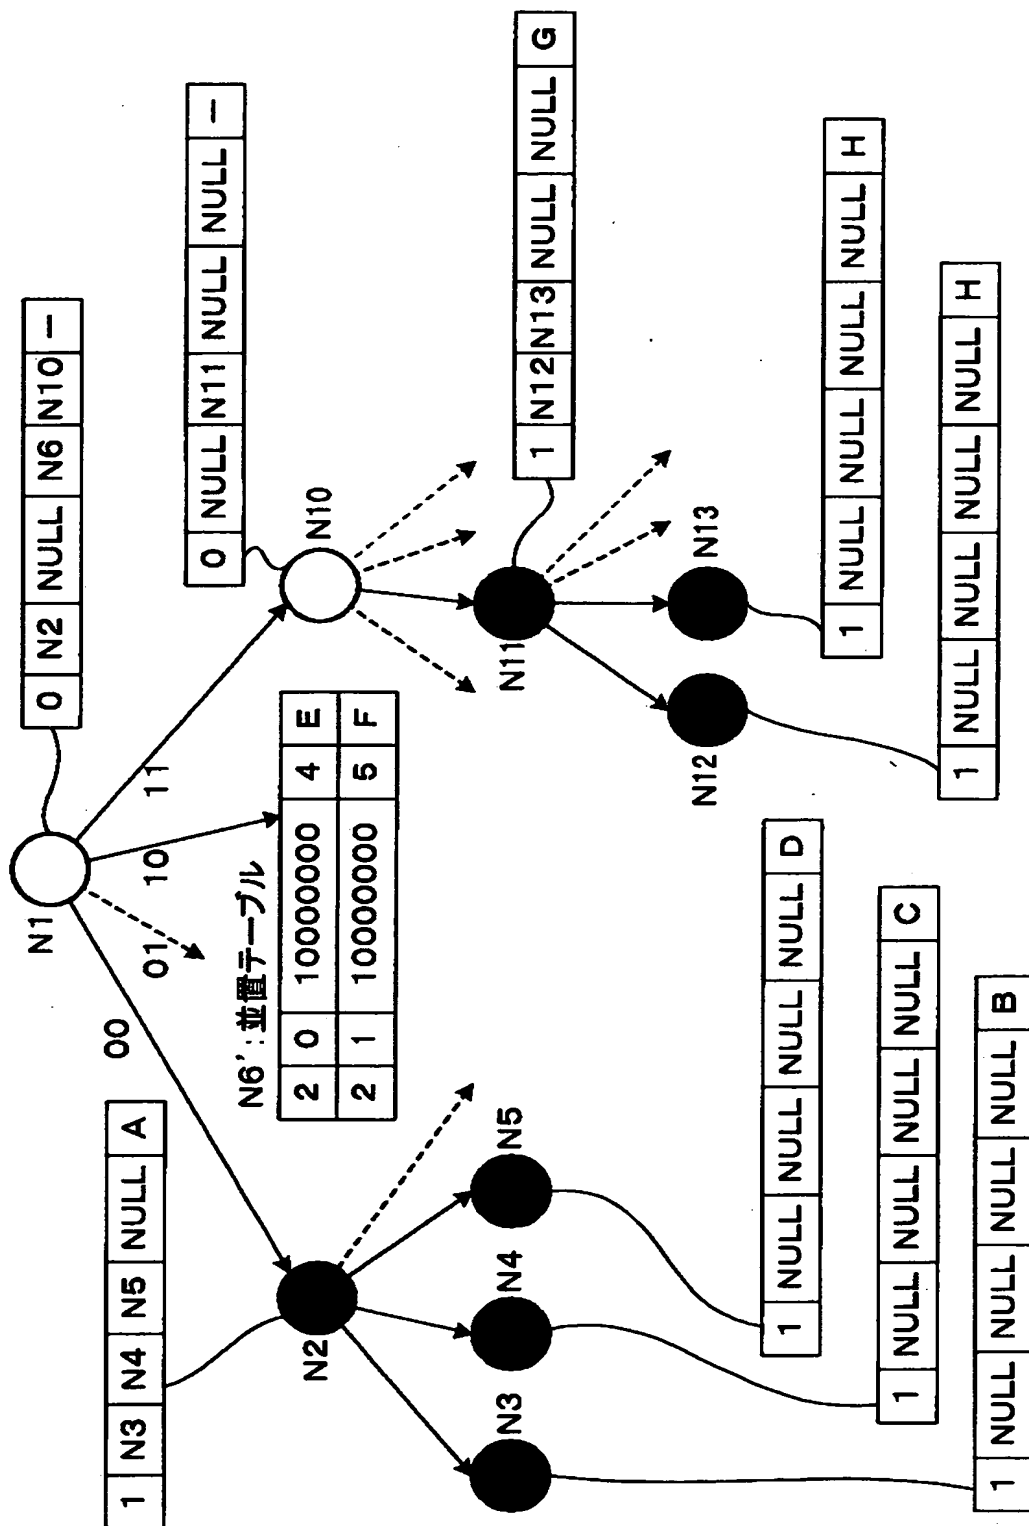 N1
0 N2 NULL N6 N10 —
00
01
10
11
1 N3 N4 N5 NULL A
N2
N6':並置テーブル
2 0 10000000 4 E
2 1 10000000 5 F
N10
0 NULL N11 NULL NULL —
N3
N4
N5
N11
1 N12 N13 NULL NULL G
N12
N13
1 NULL NULL NULL NULL D
1 NULL NULL NULL NULL H
1 NULL NULL NULL NULL C
1 NULL NULL NULL NULL H
1 NULL NULL NULL NULL B